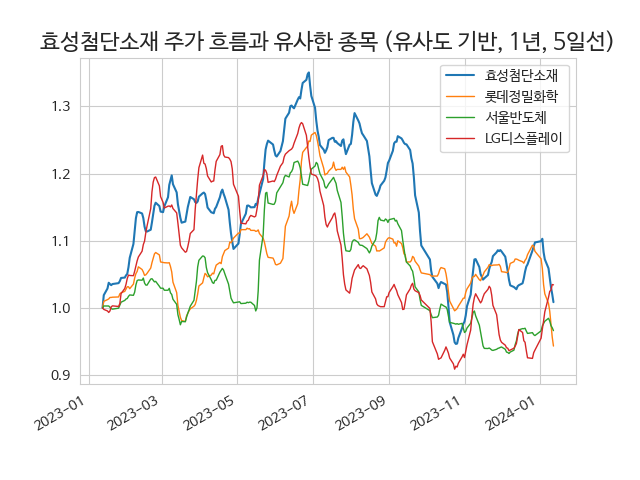 효성첨단소재 주가 흐름과 유사한 종목 (유사도 기반, 1년, 5일선)
효성첨단소재
롯데정밀화학
서울반도체
LG디스플레이
1.3
1.2
1.1
1.0
0.9
2023-01
2023-03
2023-05
2023-07
2023-09
2023-11
2024-01